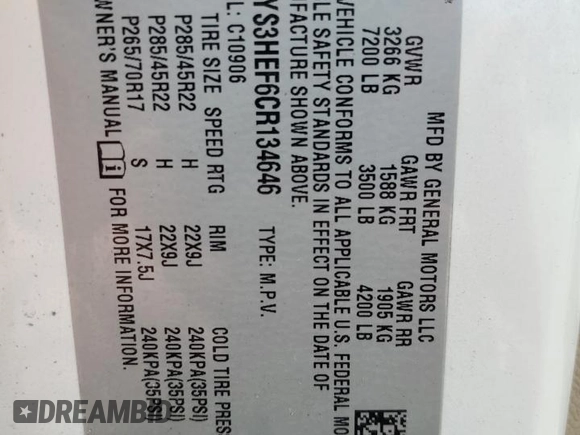 MFD BY GENERAL MOTORS LLC
GVWR GAWR FRT GAWR RR
3266 KG 1588 KG 1905 KG
7200 LB 3500 LB 4200 LB
VEHICLE CONFORMS TO ALL APPLICABLE U.S. FEDERAL MO
LE SAFETY STANDARDS IN EFFECT ON THE DATE OF
FACTURE SHOWN ABOVE.
YS3HEF6CR134646 TYPE: M.P.V.
L: C10906
TIRE SIZE SPEED RTG RIM COLD TIRE PRES
P285/45R22 H 22X9J 240KPA(35PSI)
P285/45R22 H 22X9J 240KPA(35PSI)
P265/70R17 S 17X7.5J 240KPA(35PSI)
WNER'S MANUAL FOR MORE INFORMATION.
DREAMBID